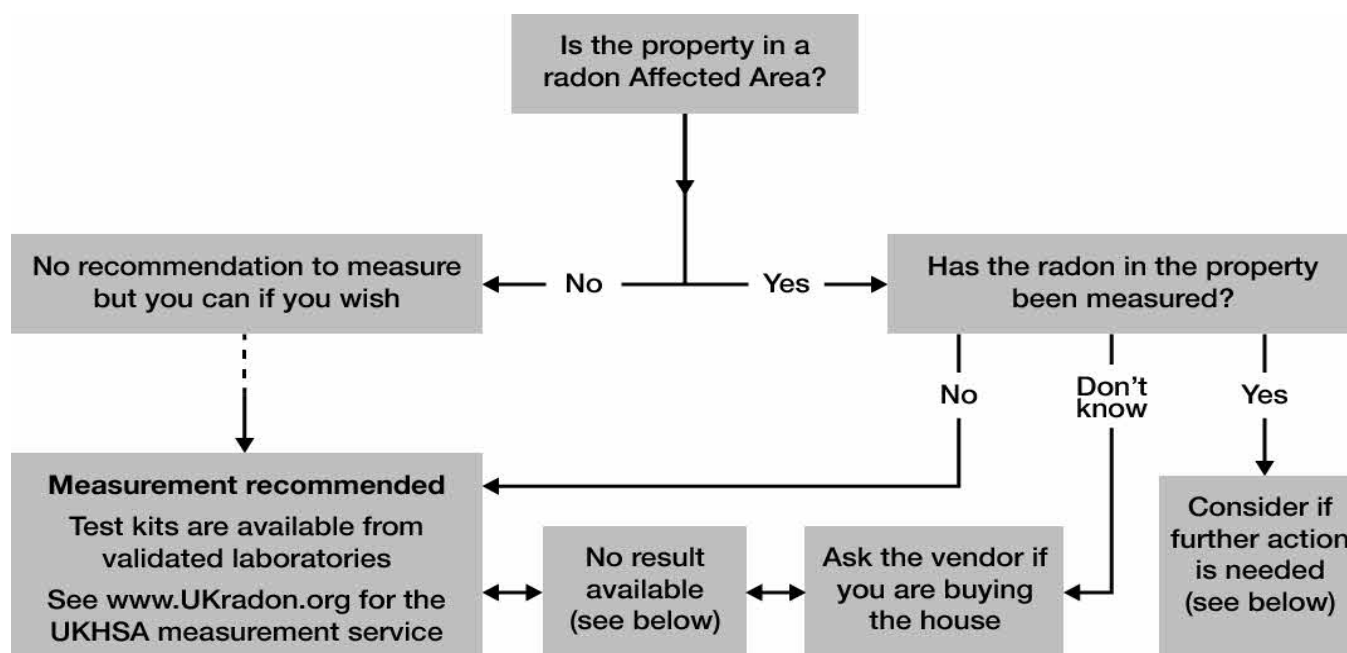 Is the property in a
radon Affected Area?
No recommendation to measure
but you can if you wish
No
Yes
Has the radon in the property
been measured?
No
Don't
know
Yes
Measurement recommended
Test kits are available from
validated laboratories
See www.UKradon.org for the
UKHSA measurement service
No result
available
(see below)
Ask the vendor if
you are buying
the house
Consider if
further action
is needed
(see below)